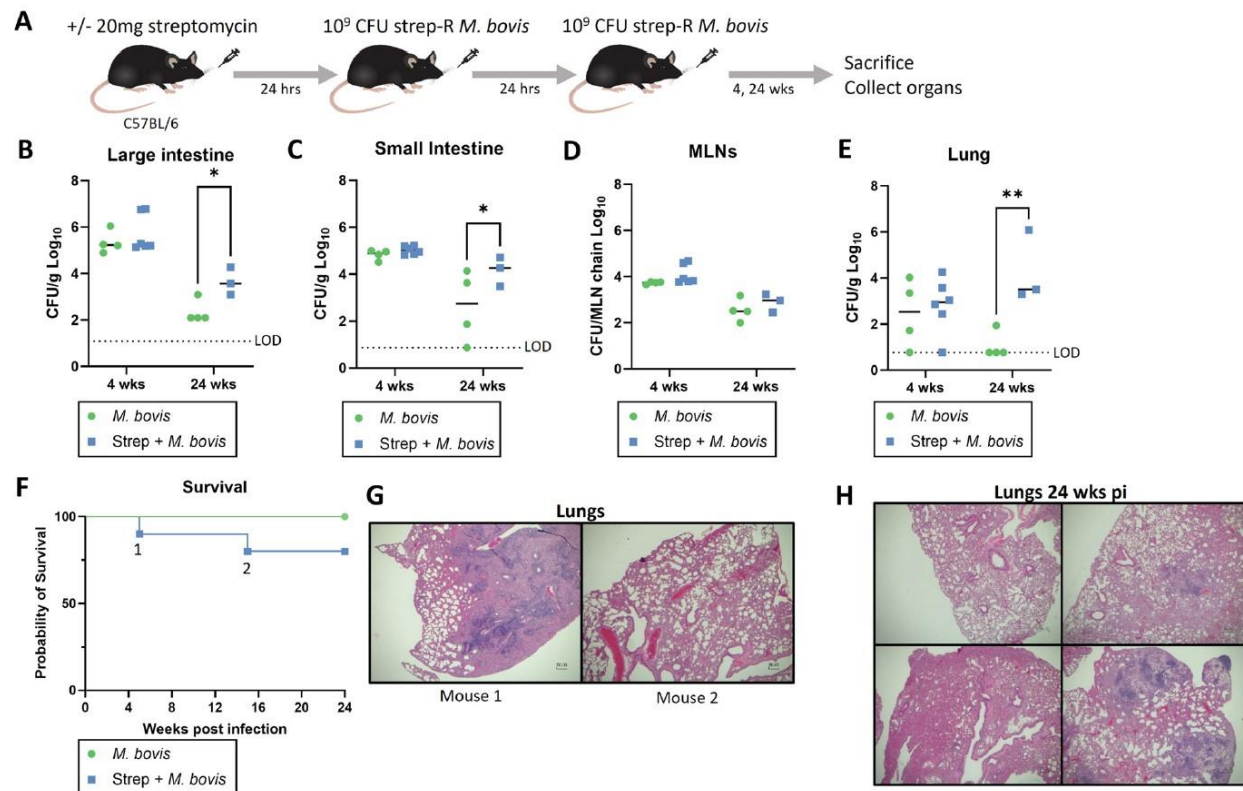 A
+/- 20mg streptomycin
10⁹ CFU strep-R M. bovis
10⁹ CFU strep-R M. bovis
24 hrs
24 hrs
4, 24 wks
Sacrifice
Collect organs
C57BL/6
B
Large intestine
CFU/g Log₁₀
8
6
4
2
0
*
LOD
4 wks
24 wks
M. bovis
Strep + M. bovis
C
Small Intestine
CFU/g Log₁₀
8
6
4
2
0
*
LOD
4 wks
24 wks
M. bovis
Strep + M. bovis
D
MLNs
CFU/MLN chain Log₁₀
8
6
4
2
0
4 wks
24 wks
M. bovis
Strep + M. bovis
E
Lung
CFU/g Log₁₀
8
6
4
2
0
**
LOD
4 wks
24 wks
M. bovis
Strep + M. bovis
F
Survival
Probability of Survival
100
50
0
1
2
0 4 8 12 16 20 24
Weeks post infection
M. bovis
Strep + M. bovis
G
Lungs
Mouse 1
Mouse 2
H
Lungs 24 wks pi